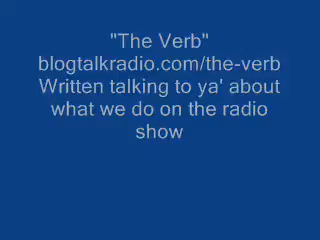 "The Verb"
blogtalkradio.com/the-verb
Written talking to ya' about
what we do on the radio
show